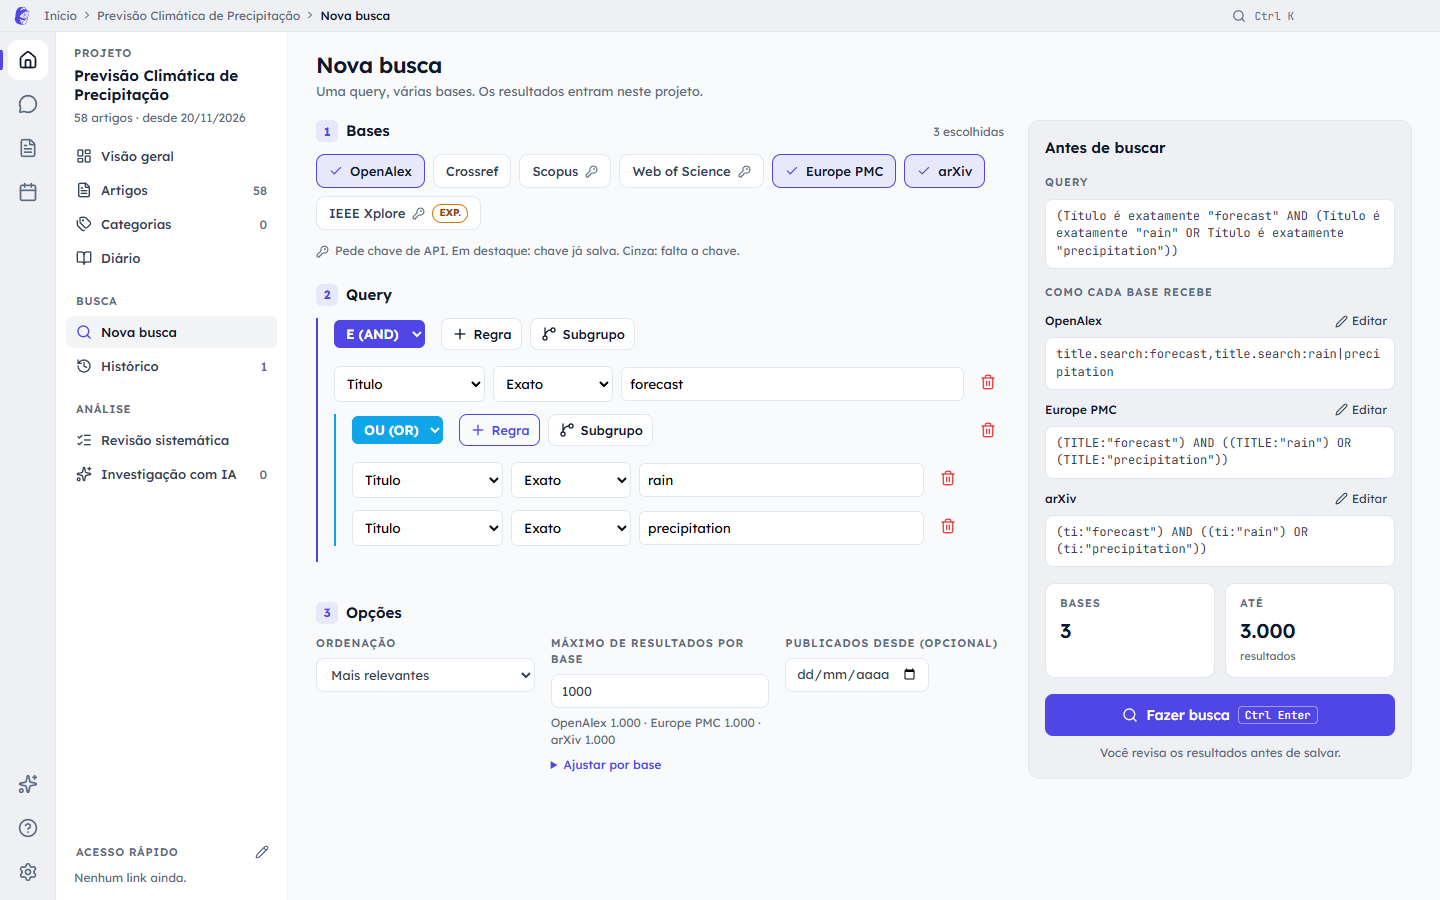 Início > Previsão Climática de Precipitação > Nova busca
Ctrl K
PROJETO
Previsão Climática de
Precipitação
58 artigos · desde 20/11/2026
Visão geral
Artigos 58
Categorias 0
Diário
BUSCA
Nova busca
Histórico 1
ANÁLISE
Revisão sistemática
Investigação com IA 0
ACESSO RÁPIDO
Nenhum link ainda.
Nova busca
Uma query, várias bases. Os resultados entram neste projeto.
1 Bases
3 escolhidas
OpenAlex Crossref Scopus Web of Science Europe PMC arXiv
IEEE Xplore EXP.
Pede chave de API. Em destaque: chave já salva. Cinza: falta a chave.
2 Query
E (AND) Regra Subgrupo
Título Exato forecast
OU (OR) Regra Subgrupo
Título Exato rain
Título Exato precipitation
3 Opções
ORDENAÇÃO
Mais relevantes
MÁXIMO DE RESULTADOS POR
BASE
1000
OpenAlex 1.000 · Europe PMC 1.000 ·
arXiv 1.000
Ajustar por base
PUBLICADOS DESDE (OPCIONAL)
dd/mm/aaaa
Antes de buscar
QUERY
(Título é exatamente "forecast" AND (Título é
exatamente "rain" OR Título é exatamente
"precipitation"))
COMO CADA BASE RECEBE
OpenAlex Editar
title.search:forecast,title.search:rain|preci
pitation
Europe PMC Editar
(TITLE:"forecast") AND ((TITLE:"rain") OR
(TITLE:"precipitation"))
arXiv Editar
(ti:"forecast") AND ((ti:"rain") OR
(ti:"precipitation"))
BASES
3
ATÉ
3.000
resultados
Fazer busca Ctrl Enter
Você revisa os resultados antes de salvar.